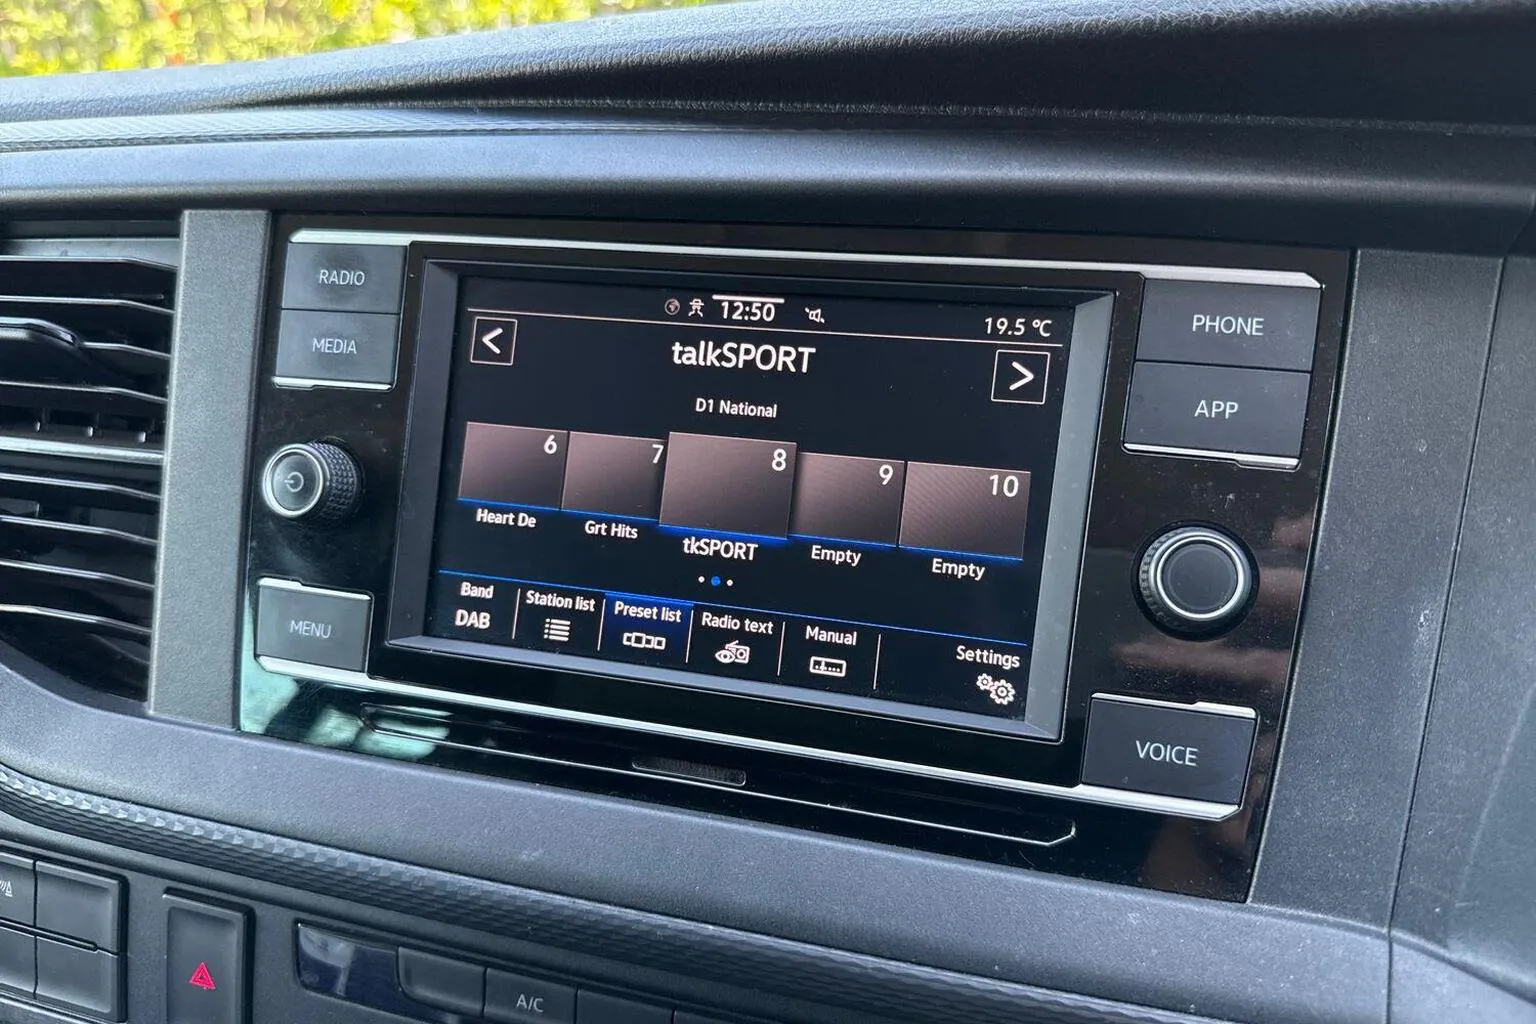 RADIO
MEDIA
MENU
12:50
19.5 °C
<
talkSPORT
>
D1 National
6
7
8
9
10
Heart De
Grt Hits
tkSPORT
Empty
Empty
Band
DAB
Station list
Preset list
Radio text
Manual
Settings
PHONE
APP
VOICE
A/C